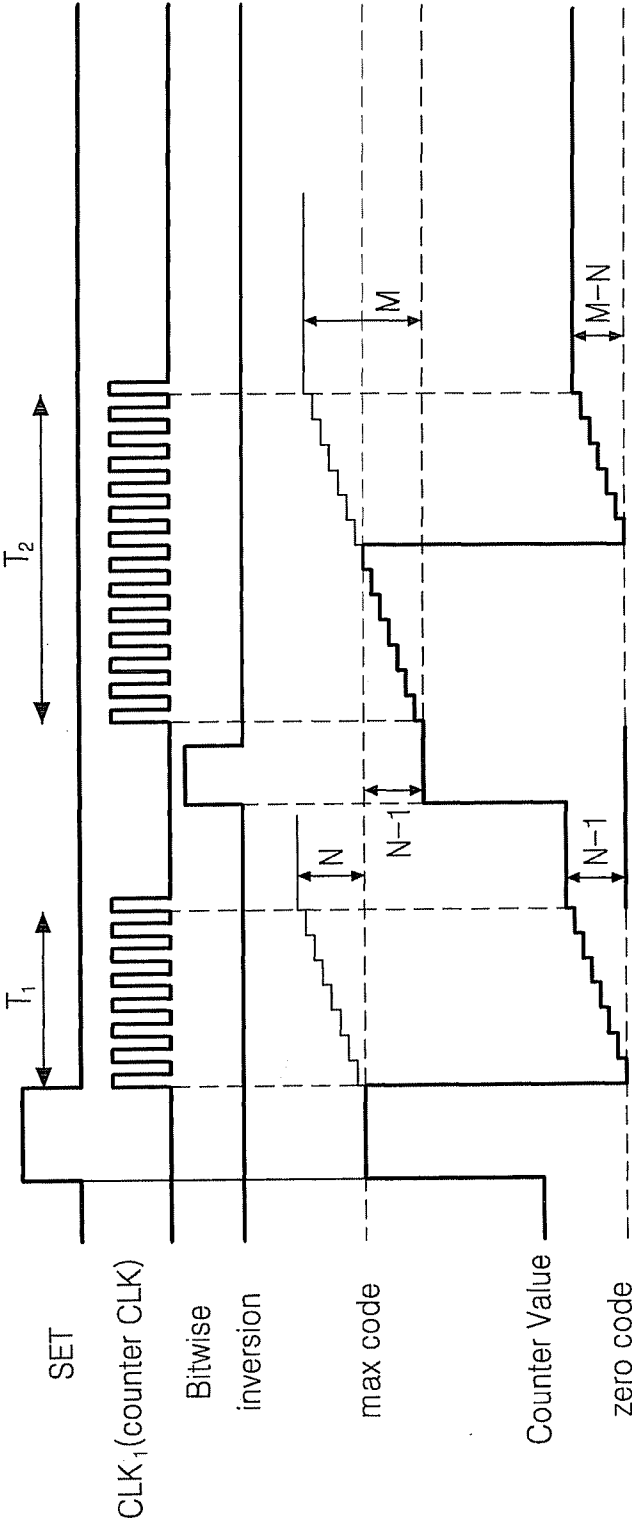 SET
CLK₁(counter CLK)
Bitwise
inversion
max code
Counter Value
zero code
T₁
T₂
N
N-1
N-1
M
M-N